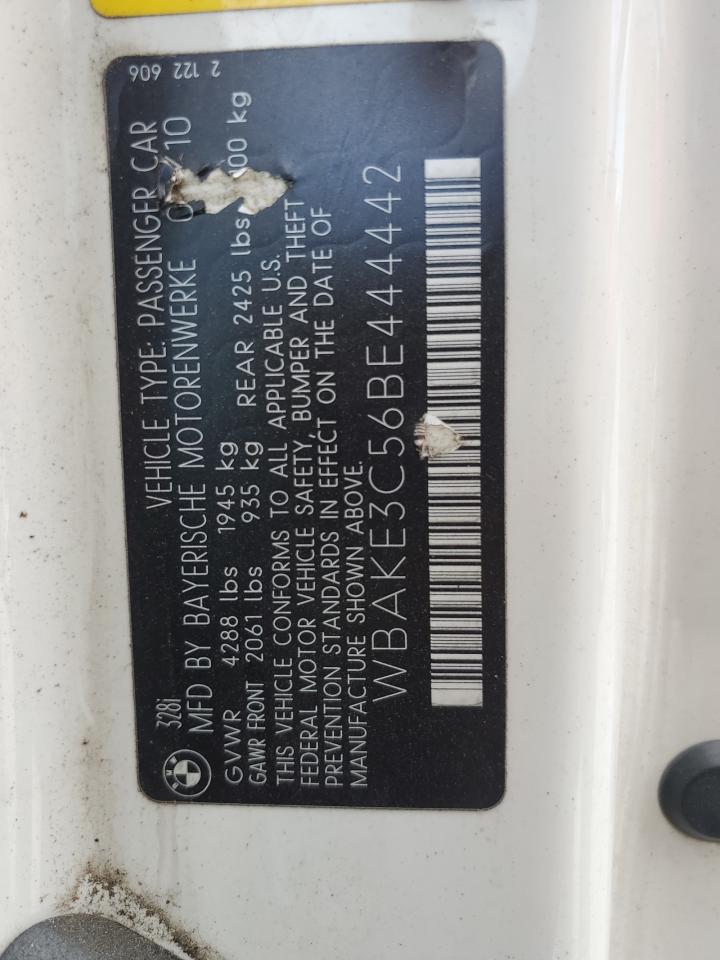 328i
VEHICLE TYPE: PASSENGER CAR
MFD BY BAYERISCHE MOTORENWERKE 10
GVWR 4288 lbs 1945 kg
GAWR FRONT 2061 lbs 935 kg REAR 2425 lbs 00 kg
THIS VEHICLE CONFORMS TO ALL APPLICABLE U.S.
FEDERAL MOTOR VEHICLE SAFETY, BUMPER AND THEFT
PREVENTION STANDARDS IN EFFECT ON THE DATE OF
MANUFACTURE SHOWN ABOVE.
WBAKE3C56BE444442
2 122 606